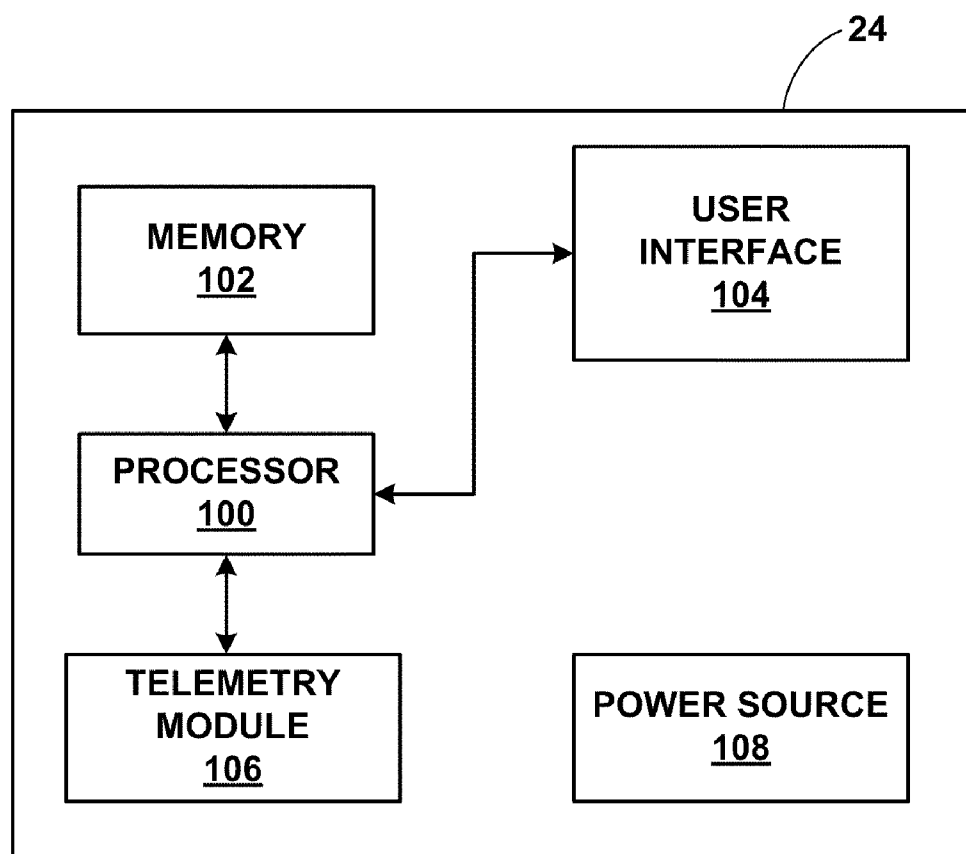 24
MEMORY
102
USER
INTERFACE
104
PROCESSOR
100
TELEMETRY
MODULE
106
POWER SOURCE
108